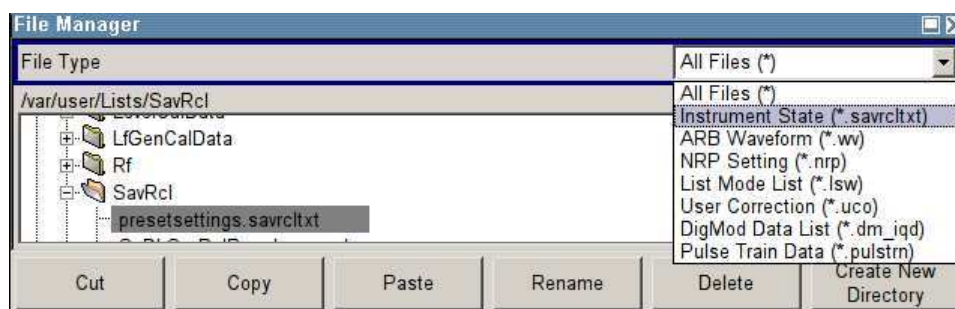 File Manager
File Type
All Files (*)
All Files (*)
Instrument State (*.savrcltxt)
ARB Waveform (*.wv)
NRP Setting (*.nrp)
List Mode List (*.lsw)
User Correction (*.uco)
DigMod Data List (*.dm_iqd)
Pulse Train Data (*.pulstrn)
/var/user/Lists/SavRcl
LfGenCalData
Rf
SavRcl
presetsettings.savrcltxt
Cut
Copy
Paste
Rename
Delete
Create New
Directory